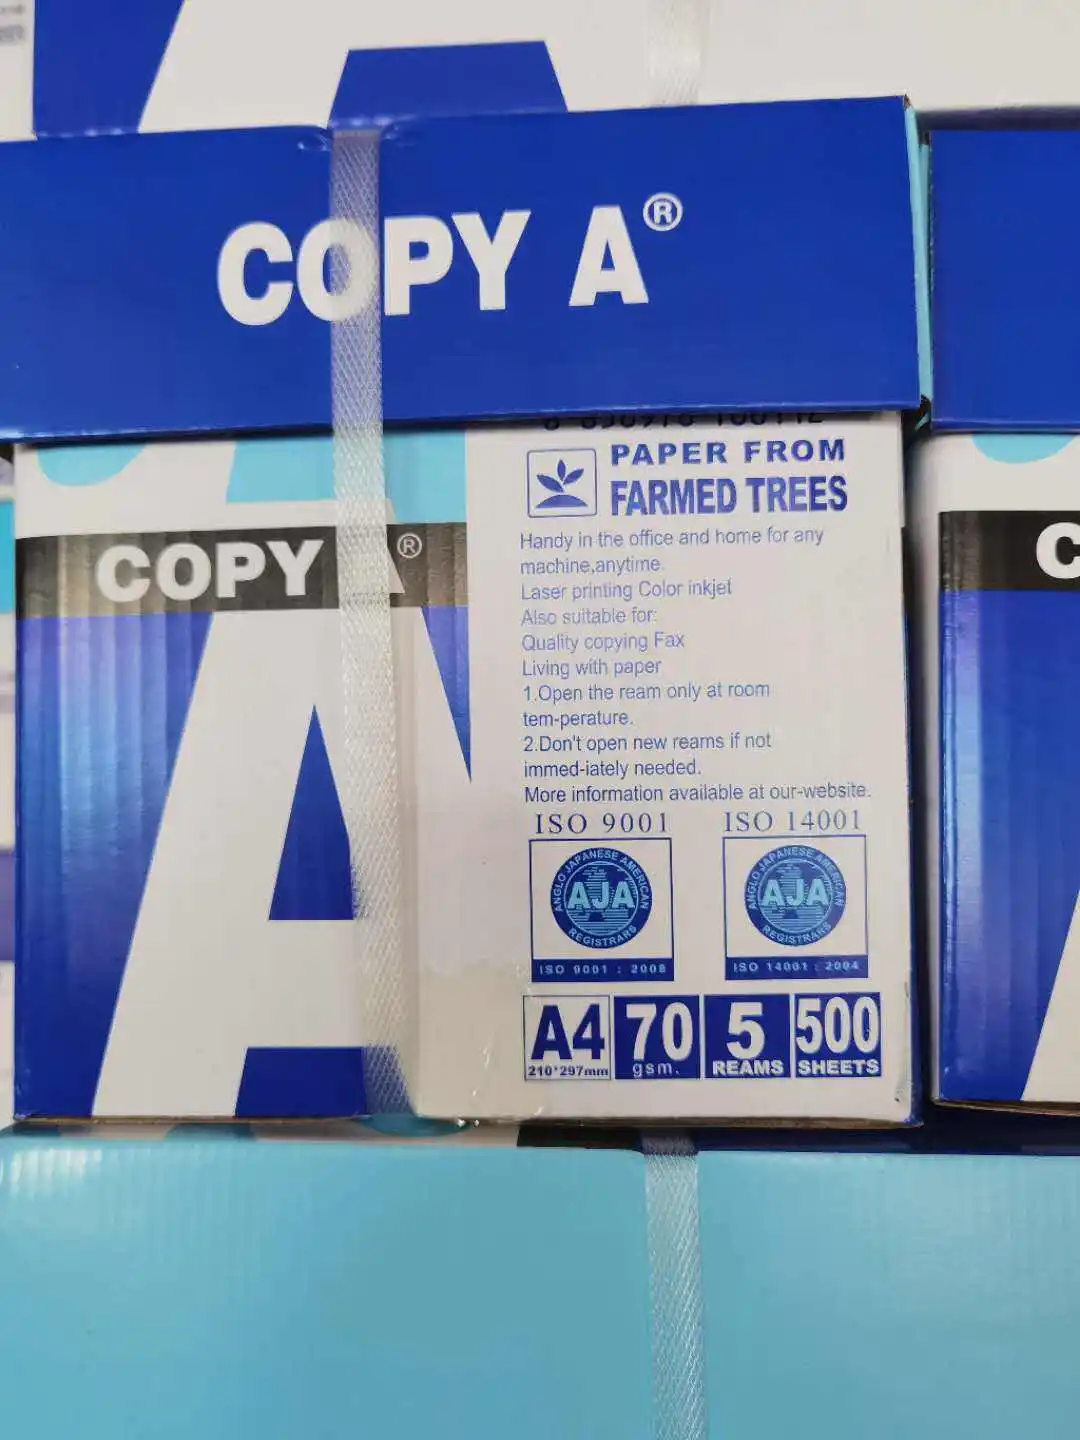 COPY A®
PAPER FROM
FARMED TREES
COPY A®
Handy in the office and home for any
machine,anytime.
Laser printing Color inkjet
Also suitable for:
Quality copying Fax
Living with paper
1.Open the ream only at room
tem-perature.
2.Don't open new reams if not
immed-iately needed.
More information available at our-website.
ISO 9001
ISO 14001
ANGLO JAPANESE AMERICAN
AJA
REGISTRARS
ISO 9001 : 2008
ANGLO JAPANESE AMERICAN
AJA
REGISTRARS
ISO 14001 : 2004
A4
210*297mm
70
gsm.
5
REAMS
500
SHEETS
C